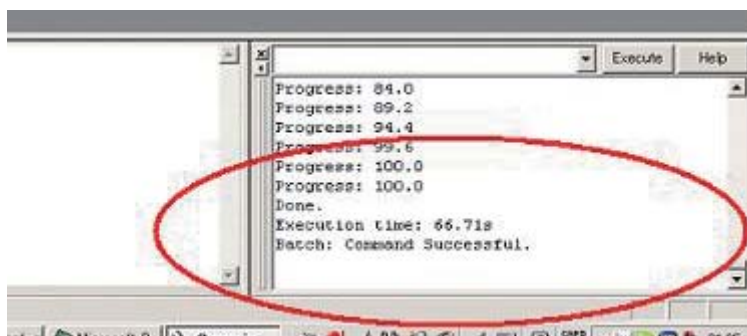 Execute Help
Progress: 84.0
Progress: 89.2
Progress: 94.4
Progress: 99.6
Progress: 100.0
Progress: 100.0
Done.
Execution time: 66.71s
Batch: Command Successful.